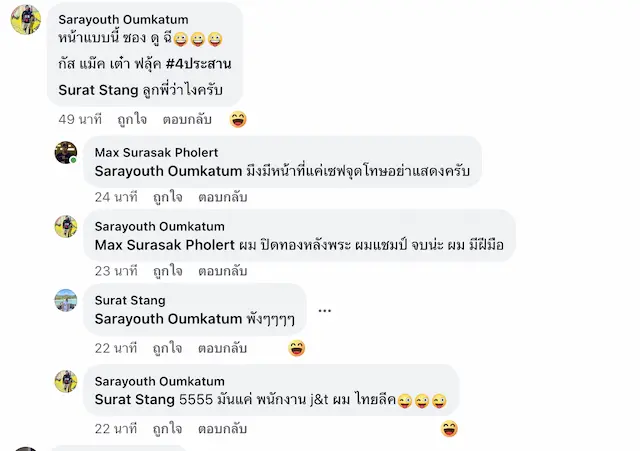 Sarayouth Oumkatum
หน้าแบบนี้ ซอง ดู ฉี😜😜😜
กัส แม๊ค เต๋า ฟลุ้ค #4ประสาน
Surat Stang ลูกพี่ว่าไงครับ
49 นาที ถูกใจ ตอบกลับ
Max Surasak Pholert
Sarayouth Oumkatum มึงมีหน้าที่แค่เซฟจุดโทษอย่าแสดงครับ
24 นาที ถูกใจ ตอบกลับ
Sarayouth Oumkatum
Max Surasak Pholert ผม ปิดทองหลังพระ ผมแชมป์ จบน่ะ ผม มีฝีมือ
23 นาที ถูกใจ ตอบกลับ
Surat Stang
Sarayouth Oumkatum พังๆๆๆๆ
22 นาที ถูกใจ ตอบกลับ
Sarayouth Oumkatum
Surat Stang 5555 มันแค่ พนักงาน j&t ผม ไทยลีค😜😜😜
22 นาที ถูกใจ ตอบกลับ